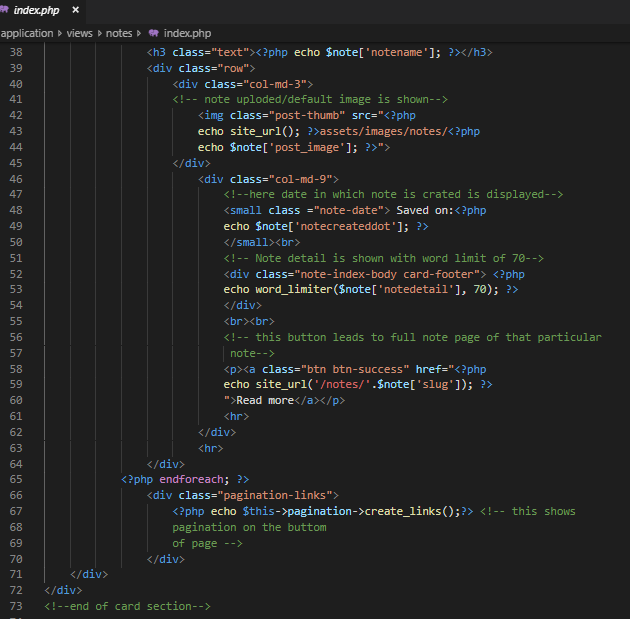 index.php ×
application › views › notes › index.php
38 <h3 class="text"><?php echo $note['notename']; ?></h3>
39 <div class="row">
40 <div class="col-md-3">
41 <!-- note uploded/default image is shown-->
42 <img class="post-thumb" src="<?php
43 echo site_url(); ?>assets/images/notes/<?php
44 echo $note['post_image']; ?>">
45 </div>
46 <div class="col-md-9">
47 <!--here date in which note is crated is displayed-->
48 <small class ="note-date"> Saved on:<?php
49 echo $note['notecreateddot']; ?>
50 </small><br>
51 <!-- Note detail is shown with word limit of 70-->
52 <div class="note-index-body card-footer"> <?php
53 echo word_limiter($note['notedetail'], 70); ?>
54 </div>
55 <br><br>
56 <!-- this button leads to full note page of that particular
57 note-->
58 <p><a class="btn btn-success" href="<?php
59 echo site_url('/notes/'.$note['slug']); ?>
60 ">Read more</a></p>
61 <hr>
62 </div>
63 <hr>
64 </div>
65 <?php endforeach; ?>
66 <div class="pagination-links">
67 <?php echo $this->pagination->create_links();?> <!-- this shows
68 pagination on the buttom
69 of page -->
70 </div>
71 </div>
72 </div>
73 <!--end of card section-->